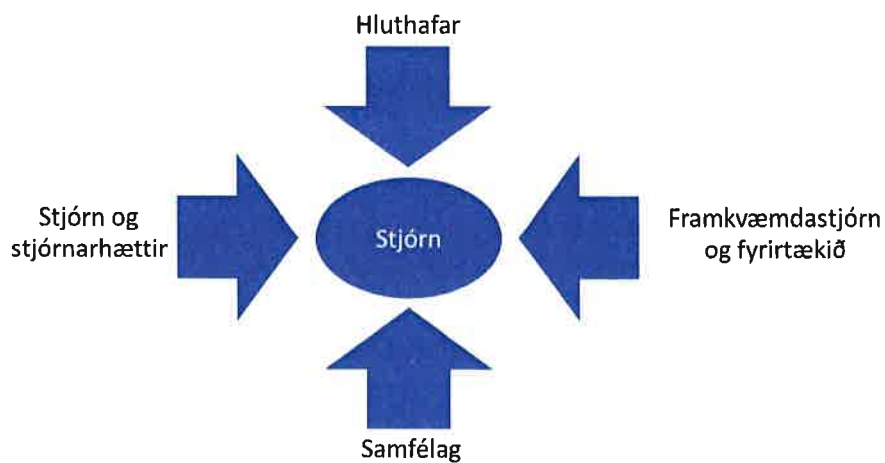 Hluthafar
Stjórn og
stjórnarhættir
Stjórn
Framkvæmdastjórn
og fyrirtækið
Samfélag